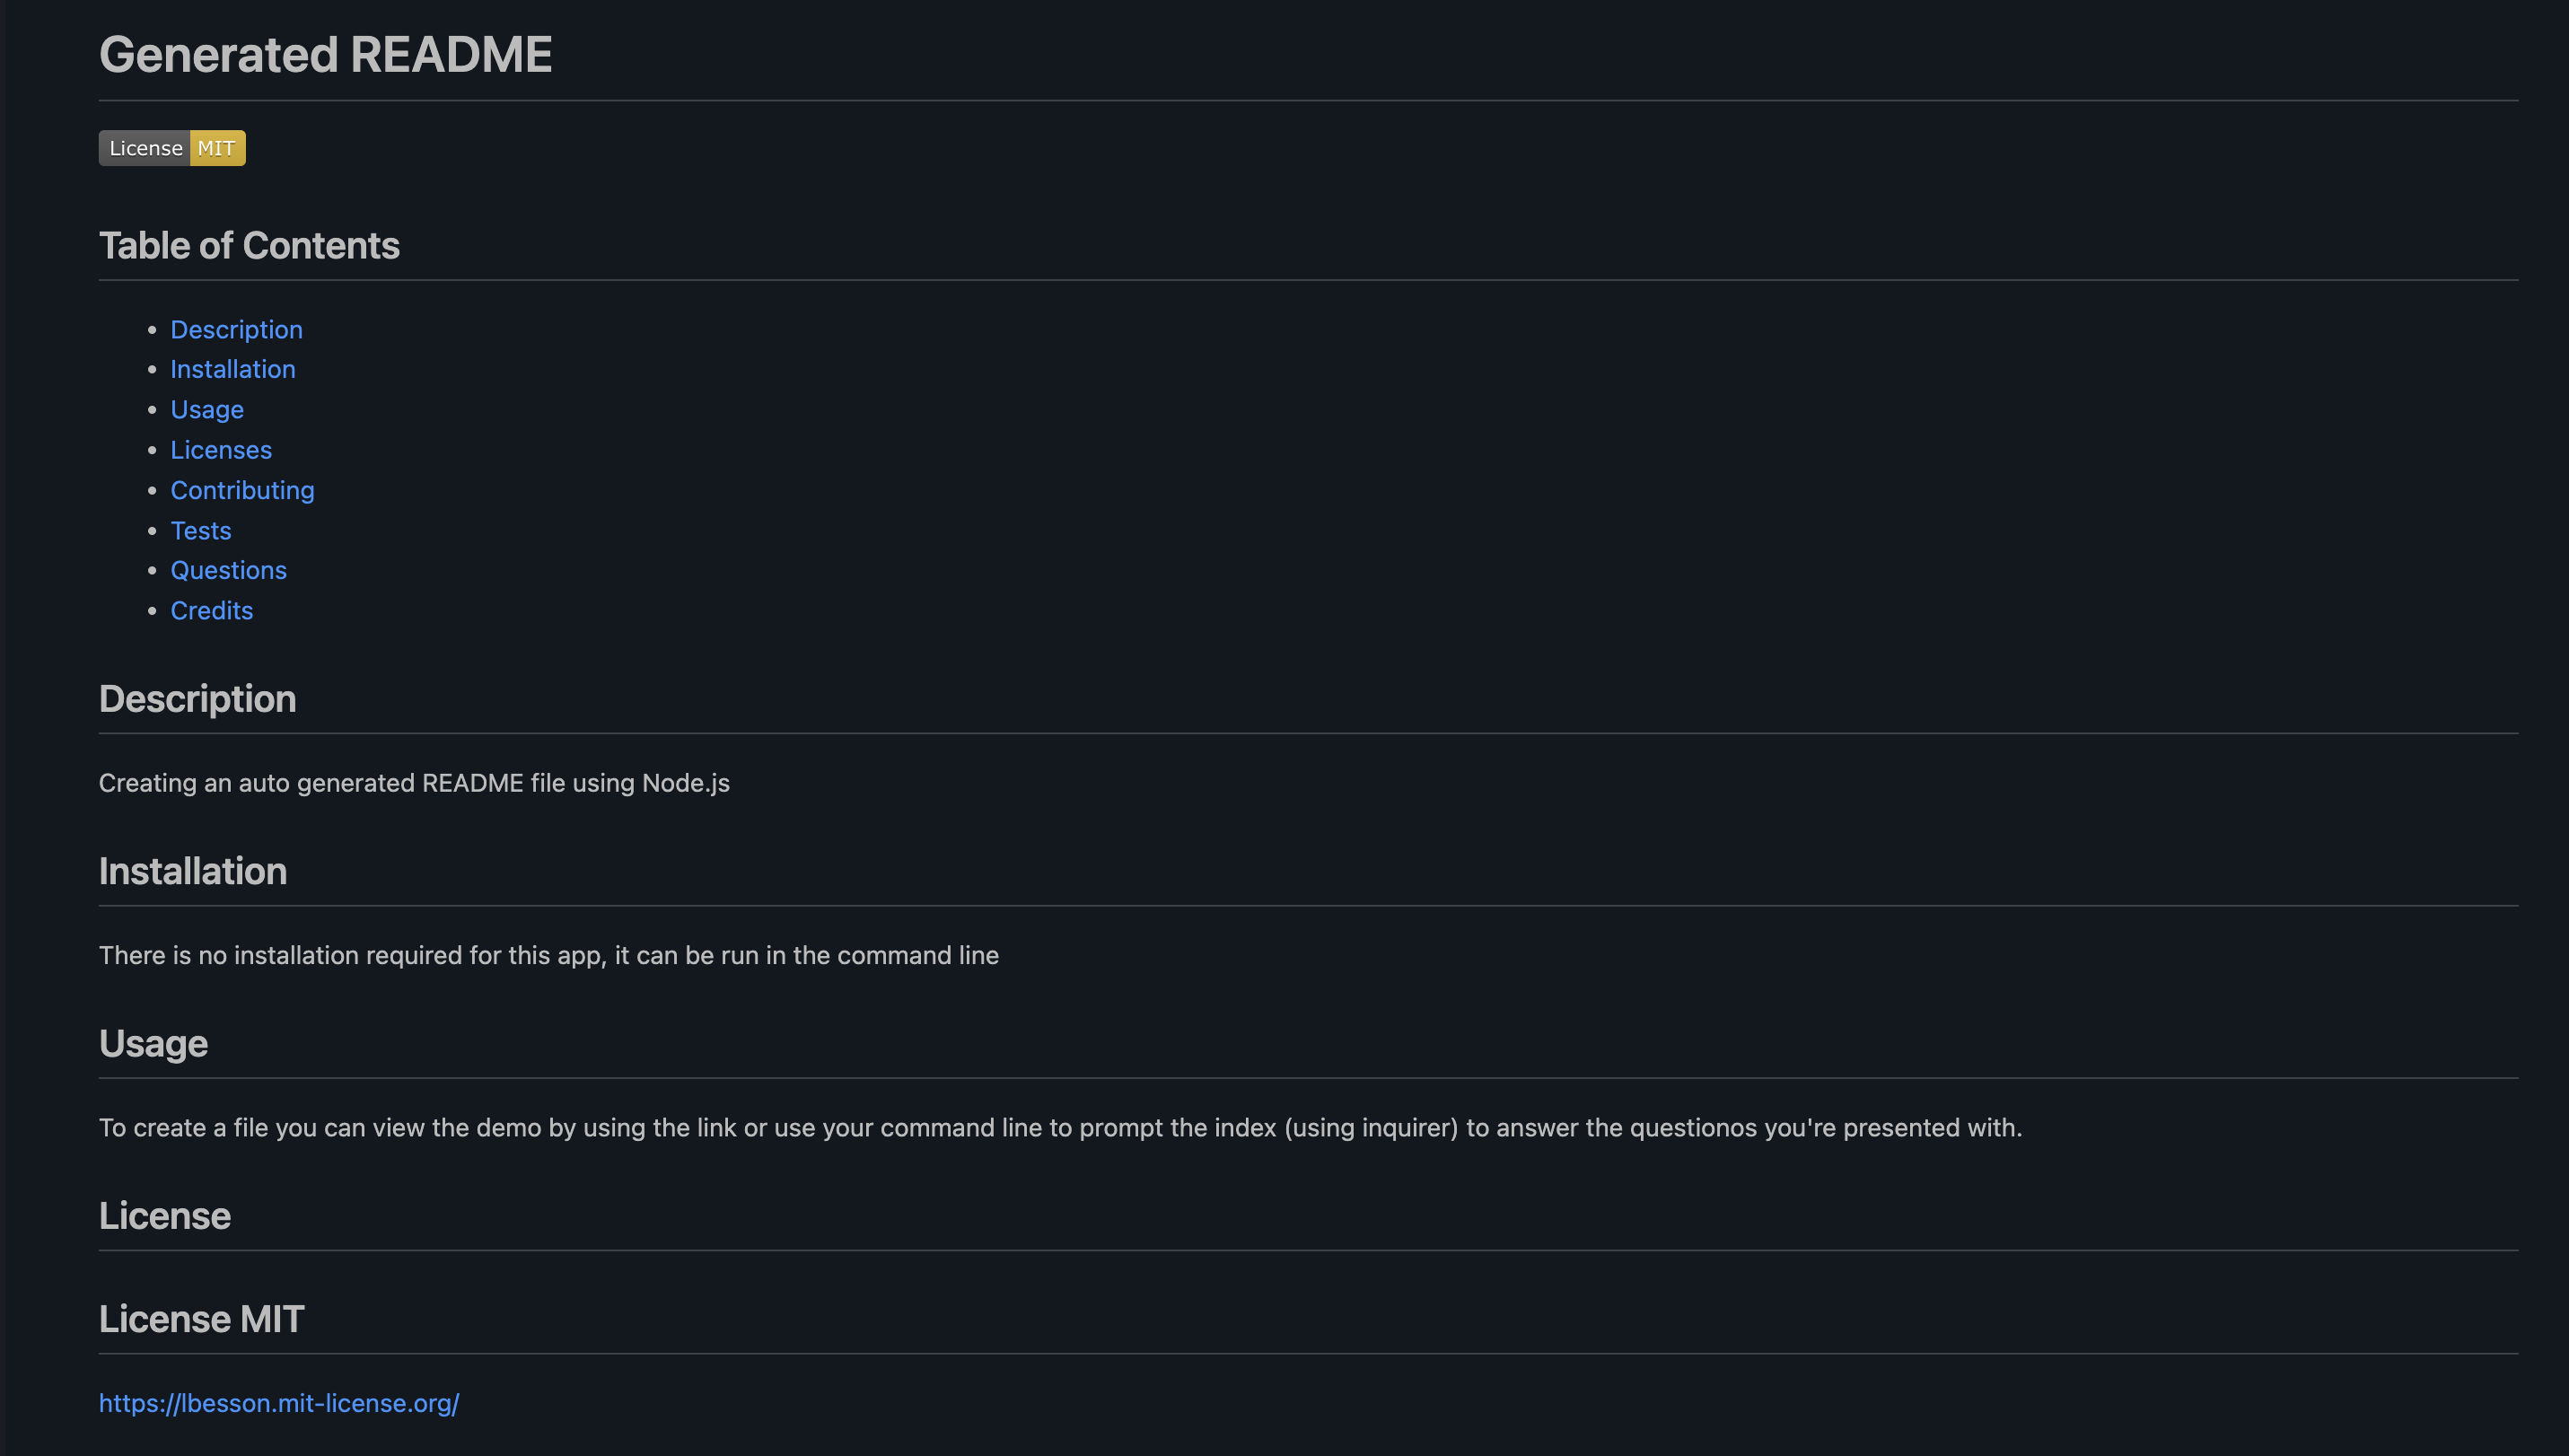 Generated README
License MIT
Table of Contents
Description
Installation
Usage
Licenses
Contributing
Tests
Questions
Credits
Description
Creating an auto generated README file using Node.js
Installation
There is no installation required for this app, it can be run in the command line
Usage
To create a file you can view the demo by using the link or use your command line to prompt the index (using inquirer) to answer the questionos you're presented with.
License
License MIT
https://lbesson.mit-license.org/